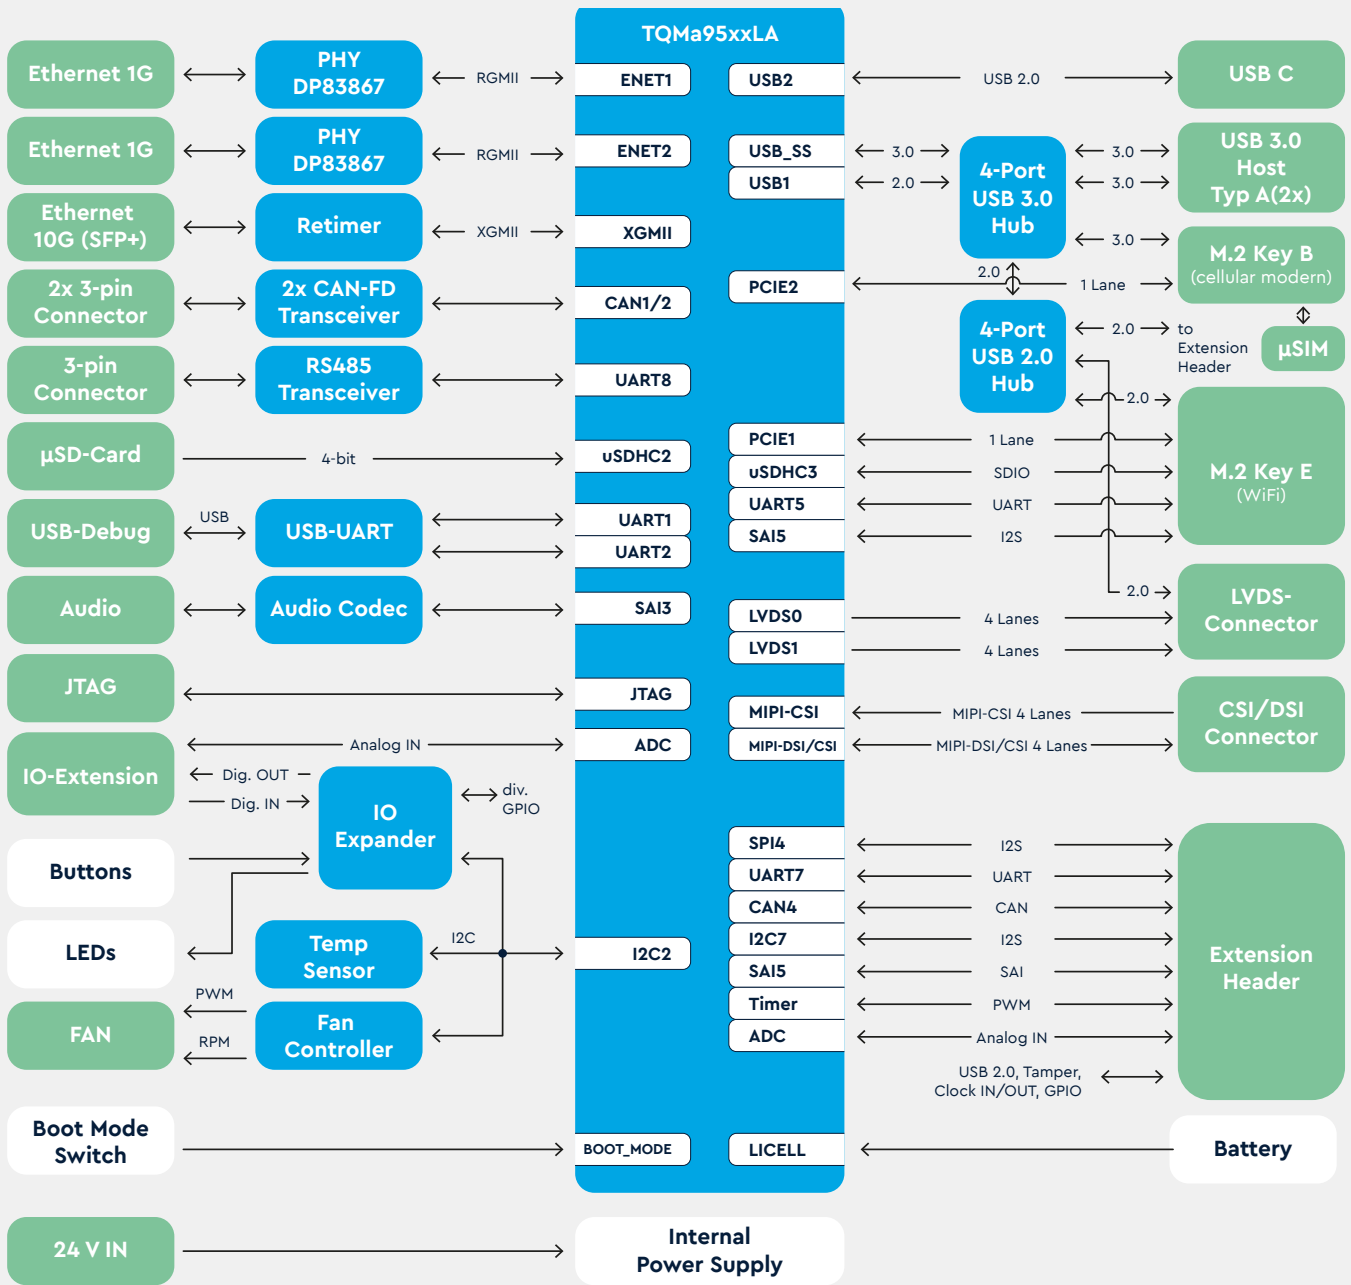 TQMa95xxLA
Ethernet 1G
PHY
DP83867
RGMII
ENET1
Ethernet 1G
PHY
DP83867
RGMII
ENET2
Ethernet
10G (SFP+)
Retimer
XGMII
XGMII
2x 3-pin
Connector
2x CAN-FD
Transceiver
CAN1/2
3-pin
Connector
RS485
Transceiver
UART8
µSD-Card
4-bit
uSDHC2
USB-Debug
USB
USB-UART
UART1
UART2
Audio
Audio Codec
SAI3
JTAG
JTAG
IO-Extension
Analog IN
ADC
Dig. OUT
Dig. IN
IO
Expander
div.
GPIO
Buttons
LEDs
Temp
Sensor
I2C
I2C2
FAN
PWM
RPM
Fan
Controller
Boot Mode
Switch
BOOT_MODE
24 V IN
Internal
Power Supply
USB2
USB 2.0
USB C
USB_SS
USB1
3.0
2.0
4-Port
USB 3.0
Hub
3.0
3.0
USB 3.0
Host
Typ A(2x)
3.0
M.2 Key B
(cellular modern)
PCIE2
2.0
1 Lane
4-Port
USB 2.0
Hub
2.0
to
Extension
Header
µSIM
2.0
PCIE1
1 Lane
uSDHC3
SDIO
UART5
UART
SAI5
I2S
M.2 Key E
(WiFi)
2.0
LVDS0
4 Lanes
LVDS1
4 Lanes
LVDS-
Connector
MIPI-CSI
MIPI-CSI 4 Lanes
MIPI-DSI/CSI
MIPI-DSI/CSI 4 Lanes
CSI/DSI
Connector
SPI4
I2S
UART7
UART
CAN4
CAN
I2C7
I2S
SAI5
SAI
Timer
PWM
ADC
Analog IN
USB 2.0, Tamper,
Clock IN/OUT, GPIO
Extension
Header
LICELL
Battery